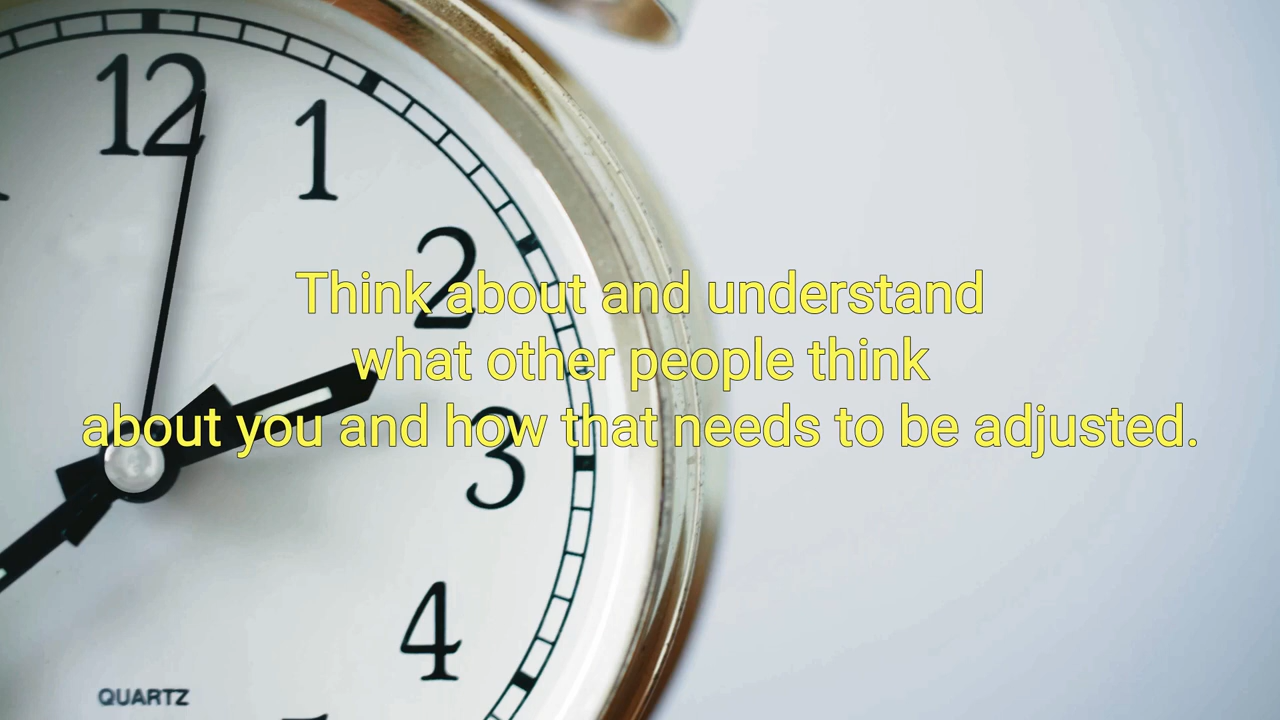 12
1
2
Think about and understand
what other people think
about you and how that needs to be adjusted.
3
4
QUARTZ